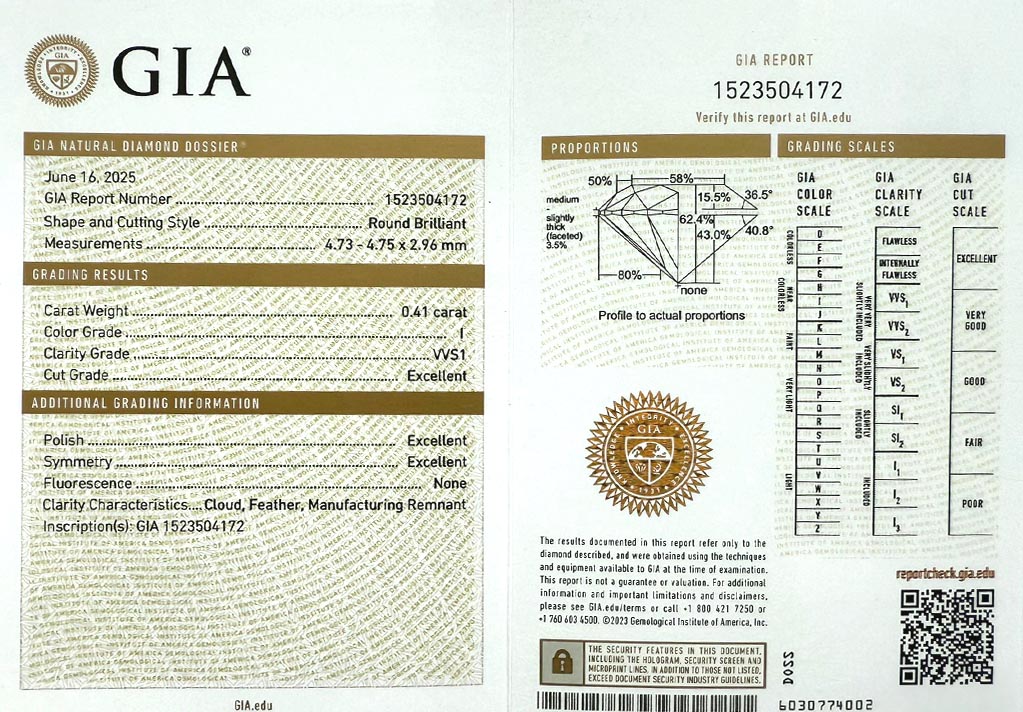 GIA®
GIA NATURAL DIAMOND DOSSIER®
June 16, 2025
GIA Report Number 1523504172
Shape and Cutting Style Round Brilliant
Measurements 4.73 - 4.75 x 2.96 mm
GRADING RESULTS
Carat Weight 0.41 carat
Color Grade I
Clarity Grade VVS1
Cut Grade Excellent
ADDITIONAL GRADING INFORMATION
Polish Excellent
Symmetry Excellent
Fluorescence None
Clarity Characteristics Cloud, Feather, Manufacturing Remnant
Inscription(s): GIA 1523504172
GIA.edu
GIA REPORT
1523504172
Verify this report at GIA.edu
PROPORTIONS
50%
58%
15.5%
36.5°
medium
-
slightly
thick
(faceted)
3.5%
62.4%
43.0%
40.8°
80%
none
Profile to actual proportions
GIA
INTEGRITY
1931
The results documented in this report refer only to the
diamond described, and were obtained using the techniques
and equipment available to GIA at the time of examination.
This report is not a guarantee or valuation. For additional
information and important limitations and disclaimers,
please see GIA.edu/terms or call +1 800 421 7250 or
+1 760 603 4500. ©2023 Gemological Institute of America, Inc.
THE SECURITY FEATURES IN THIS DOCUMENT,
INCLUDING THE HOLOGRAM, SECURITY SCREEN AND
MICROPRINT LINES, IN ADDITION TO THOSE NOT LISTED,
EXCEED DOCUMENT SECURITY INDUSTRY GUIDELINES.
GRADING SCALES
GIA
COLOR
SCALE
COLORLESS
D
E
F
NEAR COLORLESS
G
H
I
J
FAINT
K
L
M
VERY LIGHT
N
O
P
Q
R
LIGHT
S
T
U
V
W
X
Y
Z
GIA
CLARITY
SCALE
FLAWLESS
INTERNALLY
FLAWLESS
VERY VERY
SLIGHTLY INCLUDED
VVS1
VVS2
VERY SLIGHTLY
INCLUDED
VS1
VS2
SLIGHTLY
INCLUDED
SI1
SI2
INCLUDED
I1
I2
I3
GIA
CUT
SCALE
EXCELLENT
VERY
GOOD
GOOD
FAIR
POOR
reportcheck.gia.edu
6030774002